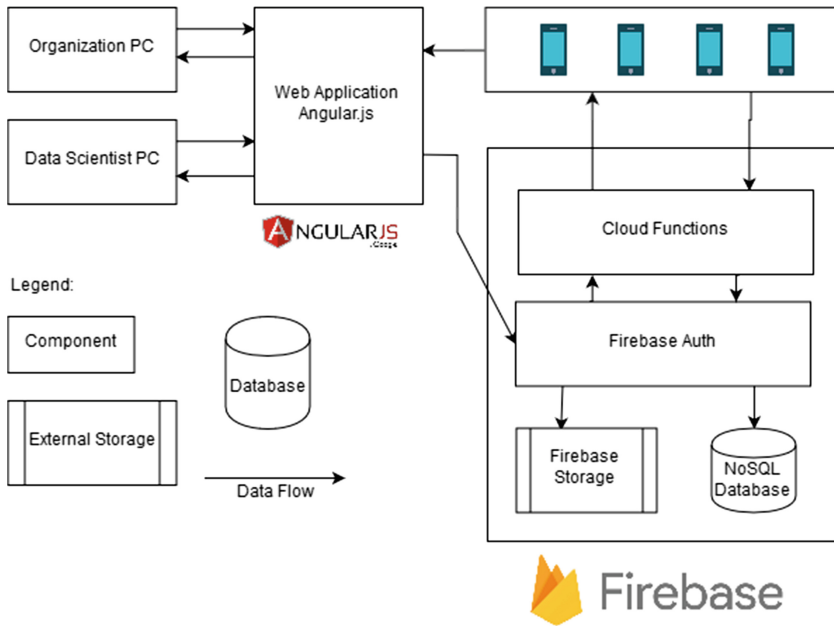 Organization PC
Web Application
Angular.js
Data Scientist PC
ANGULARJS
Cloud Functions
Legend:
Component
Database
Firebase Auth
External Storage
Firebase
Storage
NoSQL
Database
Data Flow
Firebase